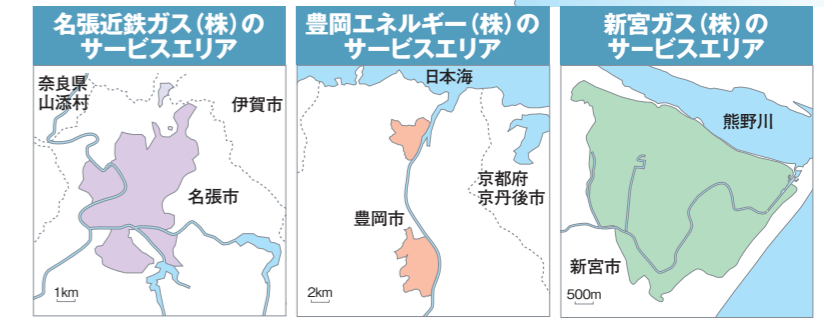 名張近鉄ガス(株)の
サービスエリア
奈良県
山添村
伊賀市
名張市
1km
豊岡エネルギー(株)の
サービスエリア
日本海
京都府
京丹後市
豊岡市
2km
新宮ガス(株)の
サービスエリア
熊野川
新宮市
500m